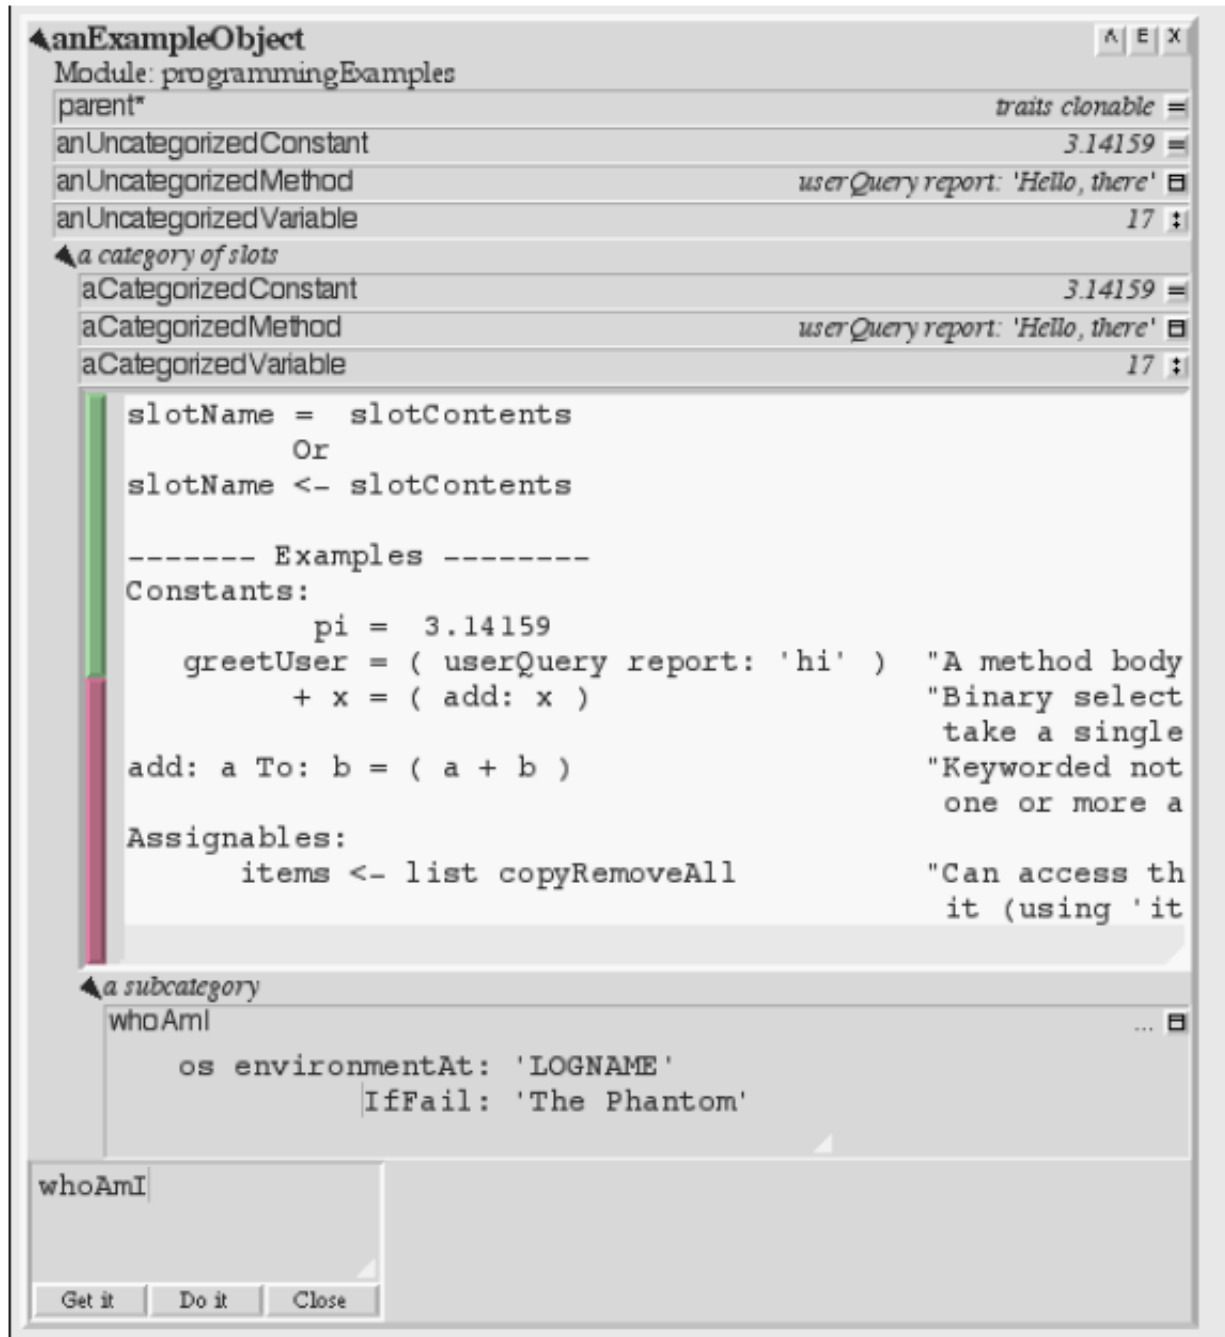 anExampleObject Λ E X
Module: programmingExamples
parent* traits clonable =
anUncategorizedConstant 3.14159 =
anUncategorizedMethod userQuery report: 'Hello, there'
anUncategorizedVariable 17 :
a category of slots
aCategorizedConstant 3.14159 =
aCategorizedMethod userQuery report: 'Hello, there'
aCategorizedVariable 17 :
slotName = slotContents
Or
slotName <- slotContents
------- Examples --------
Constants:
pi = 3.14159
greetUser = ( userQuery report: 'hi' ) "A method body
+ x = ( add: x ) "Binary select
take a single
add: a To: b = ( a + b ) "Keyworded not
one or more a
Assignables:
items <- list copyRemoveAll "Can access th
it (using 'it
a subcategory
whoAmI ...
os environmentAt: 'LOGNAME'
IfFail: 'The Phantom'
whoAmI
Get it Do it Close